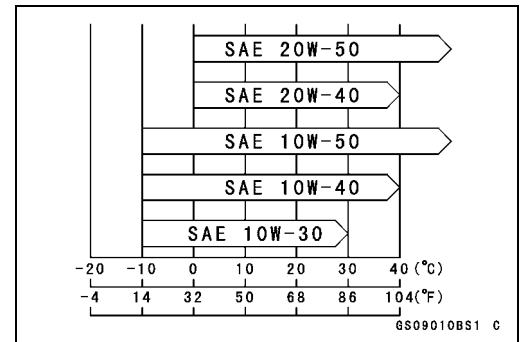 SAE 20W-50
SAE 20W-40
SAE 10W-50
SAE 10W-40
SAE 10W-30
-20 -10 0 10 20 30 40 (°C)
-4 14 32 50 68 86 104(°F)
GS09010BS1 C